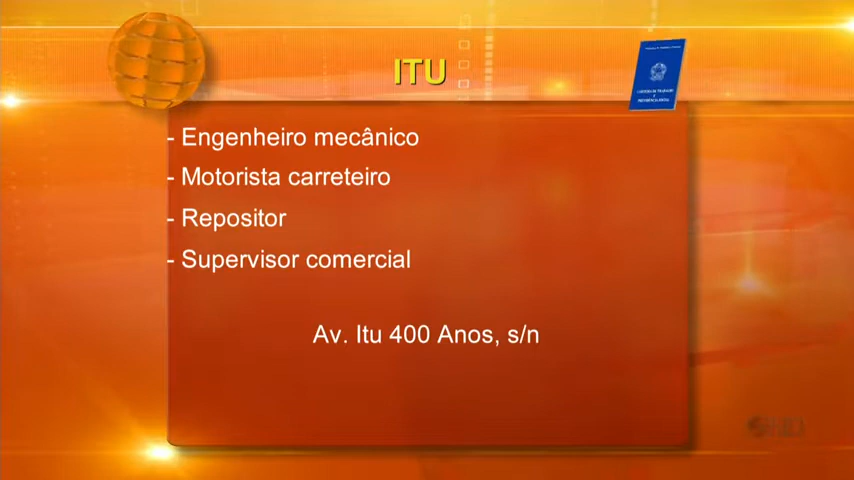 ITU
- Engenheiro mecânico
- Motorista carreteiro
- Repositor
- Supervisor comercial
Av. Itu 400 Anos, s/n